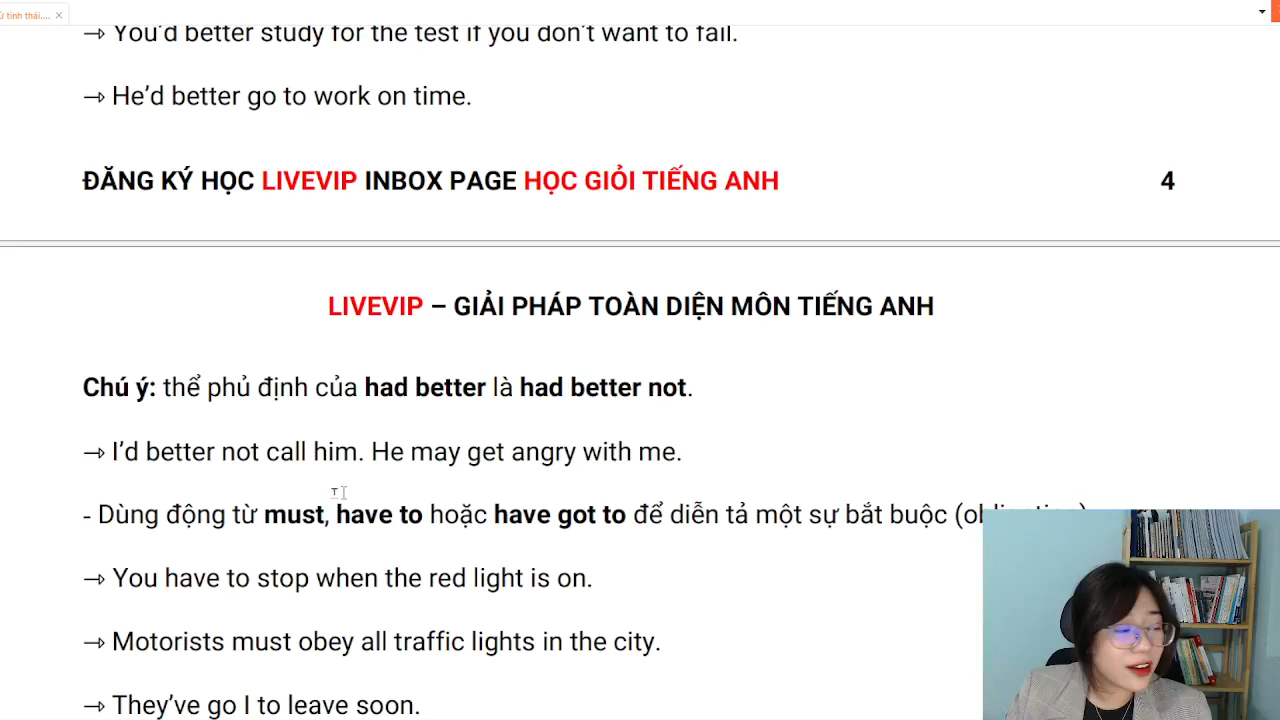 ừ tình thái....
→ You’d better study for the test if you don’t want to fail.
→ He’d better go to work on time.
ĐĂNG KÝ HỌC LIVEVIP INBOX PAGE HỌC GIỎI TIẾNG ANH 4
LIVEVIP – GIẢI PHÁP TOÀN DIỆN MÔN TIẾNG ANH
Chú ý: thể phủ định của had better là had better not.
→ I’d better not call him. He may get angry with me.
- Dùng động từ must, have to hoặc have got to để diễn tả một sự bắt buộc
→ You have to stop when the red light is on.
→ Motorists must obey all traffic lights in the city.
→ They’ve go I to leave soon.